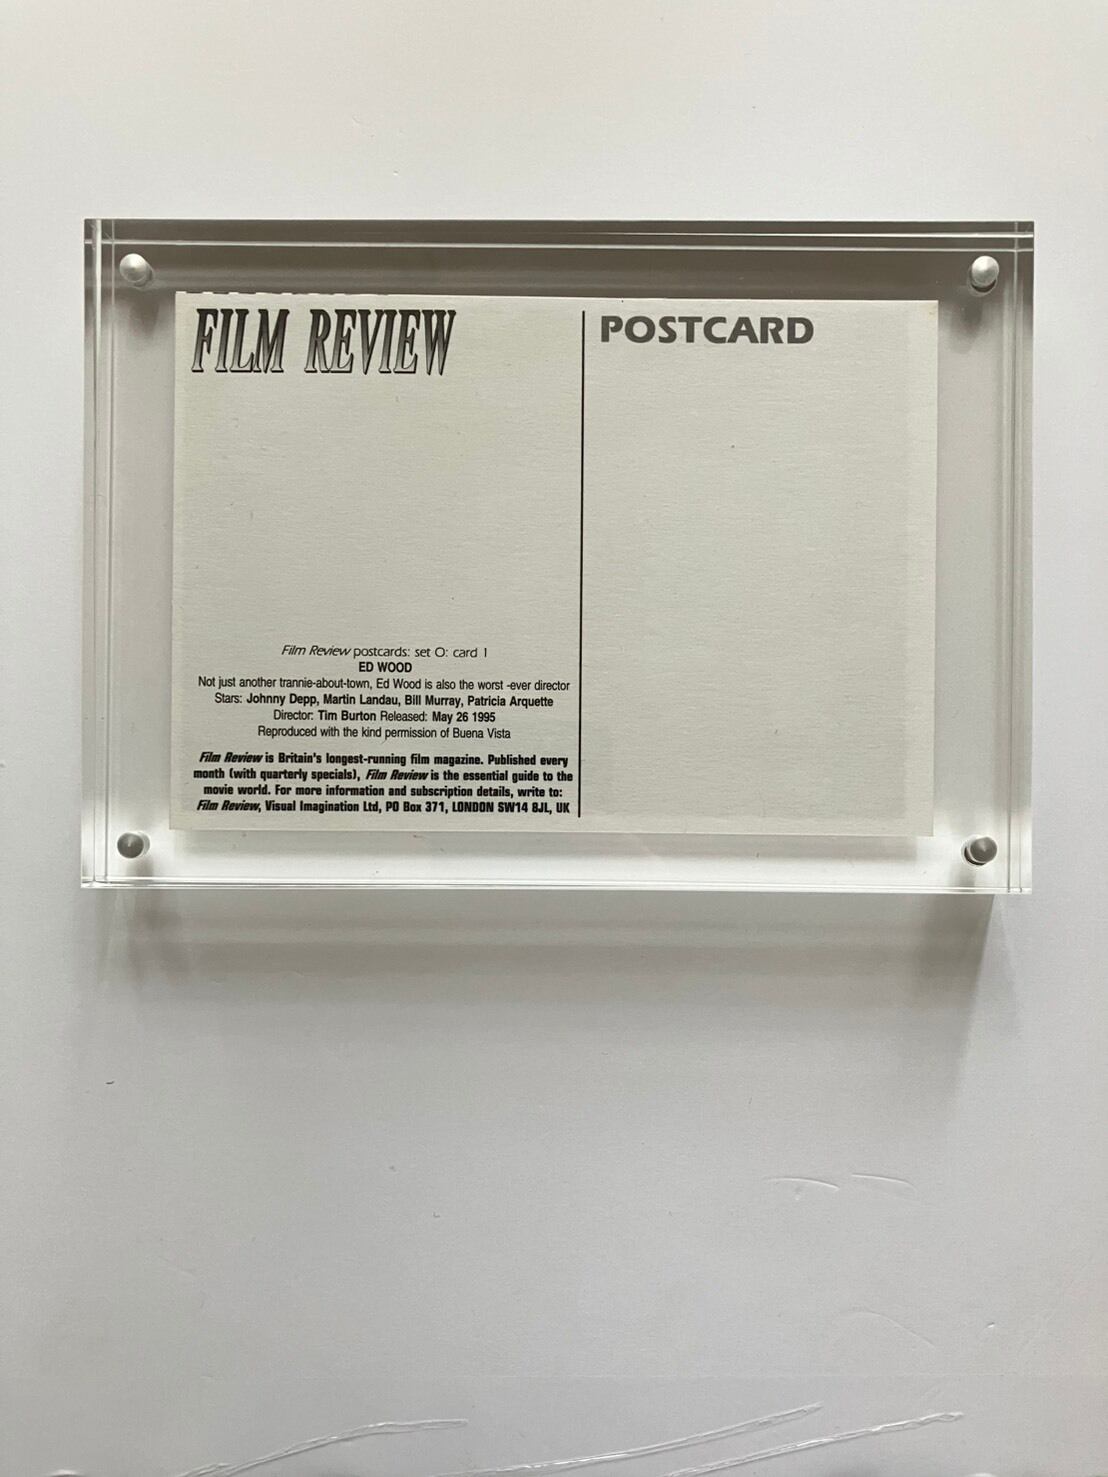 FILM REVIEW
POSTCARD
Film Review postcards: set O: card 1
ED WOOD
Not just another trannie-about-town, Ed Wood is also the worst -ever director
Stars: Johnny Depp, Martin Landau, Bill Murray, Patricia Arquette
Director: Tim Burton Released: May 26 1995
Reproduced with the kind permission of Buena Vista
Film Review is Britain's longest-running film magazine. Published every
month (with quarterly specials), Film Review is the essential guide to the
movie world. For more information and subscription details, write to:
Film Review, Visual Imagination Ltd, PO Box 371, LONDON SW14 8JL, UK